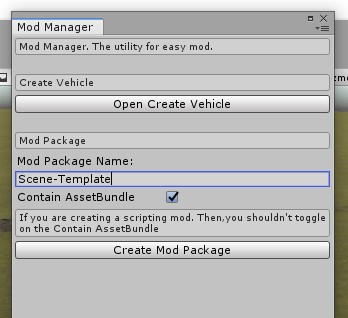 Mod Manager
Mod Manager. The utility for easy mod.
Create Vehicle
Open Create Vehicle
Mod Package
Mod Package Name:
Scene-Template
Contain AssetBundle
If you are creating a scripting mod. Then,you shouldn't toggle
on the Contain AssetBundle
Create Mod Package